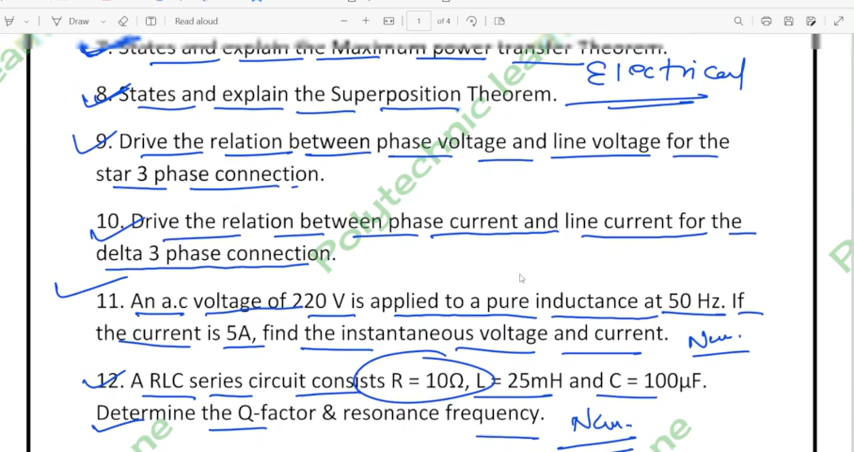 Draw
Read aloud
1 of 4
7. States and explain the Maximum power transfer Theorem.
Electrical
8. States and explain the Superposition Theorem.
9. Drive the relation between phase voltage and line voltage for the
star 3 phase connection.
10. Drive the relation between phase current and line current for the
delta 3 phase connection.
11. An a.c voltage of 220 V is applied to a pure inductance at 50 Hz. If
the current is 5A, find the instantaneous voltage and current.
Num.
12. A RLC series circuit consists R = 10Ω, L = 25mH and C = 100µF.
Determine the Q-factor & resonance frequency.
Num.
Polytechnic learn